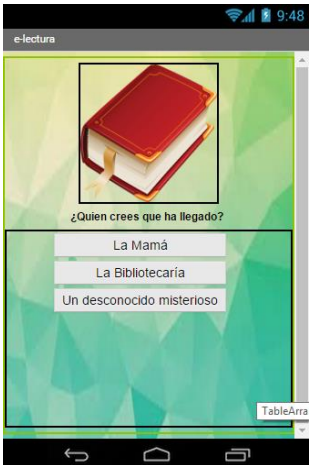 9:48
e-lectura
¿Quien crees que ha llegado?
La Mamá
La Bibliotecaría
Un desconocido misterioso
TableArra